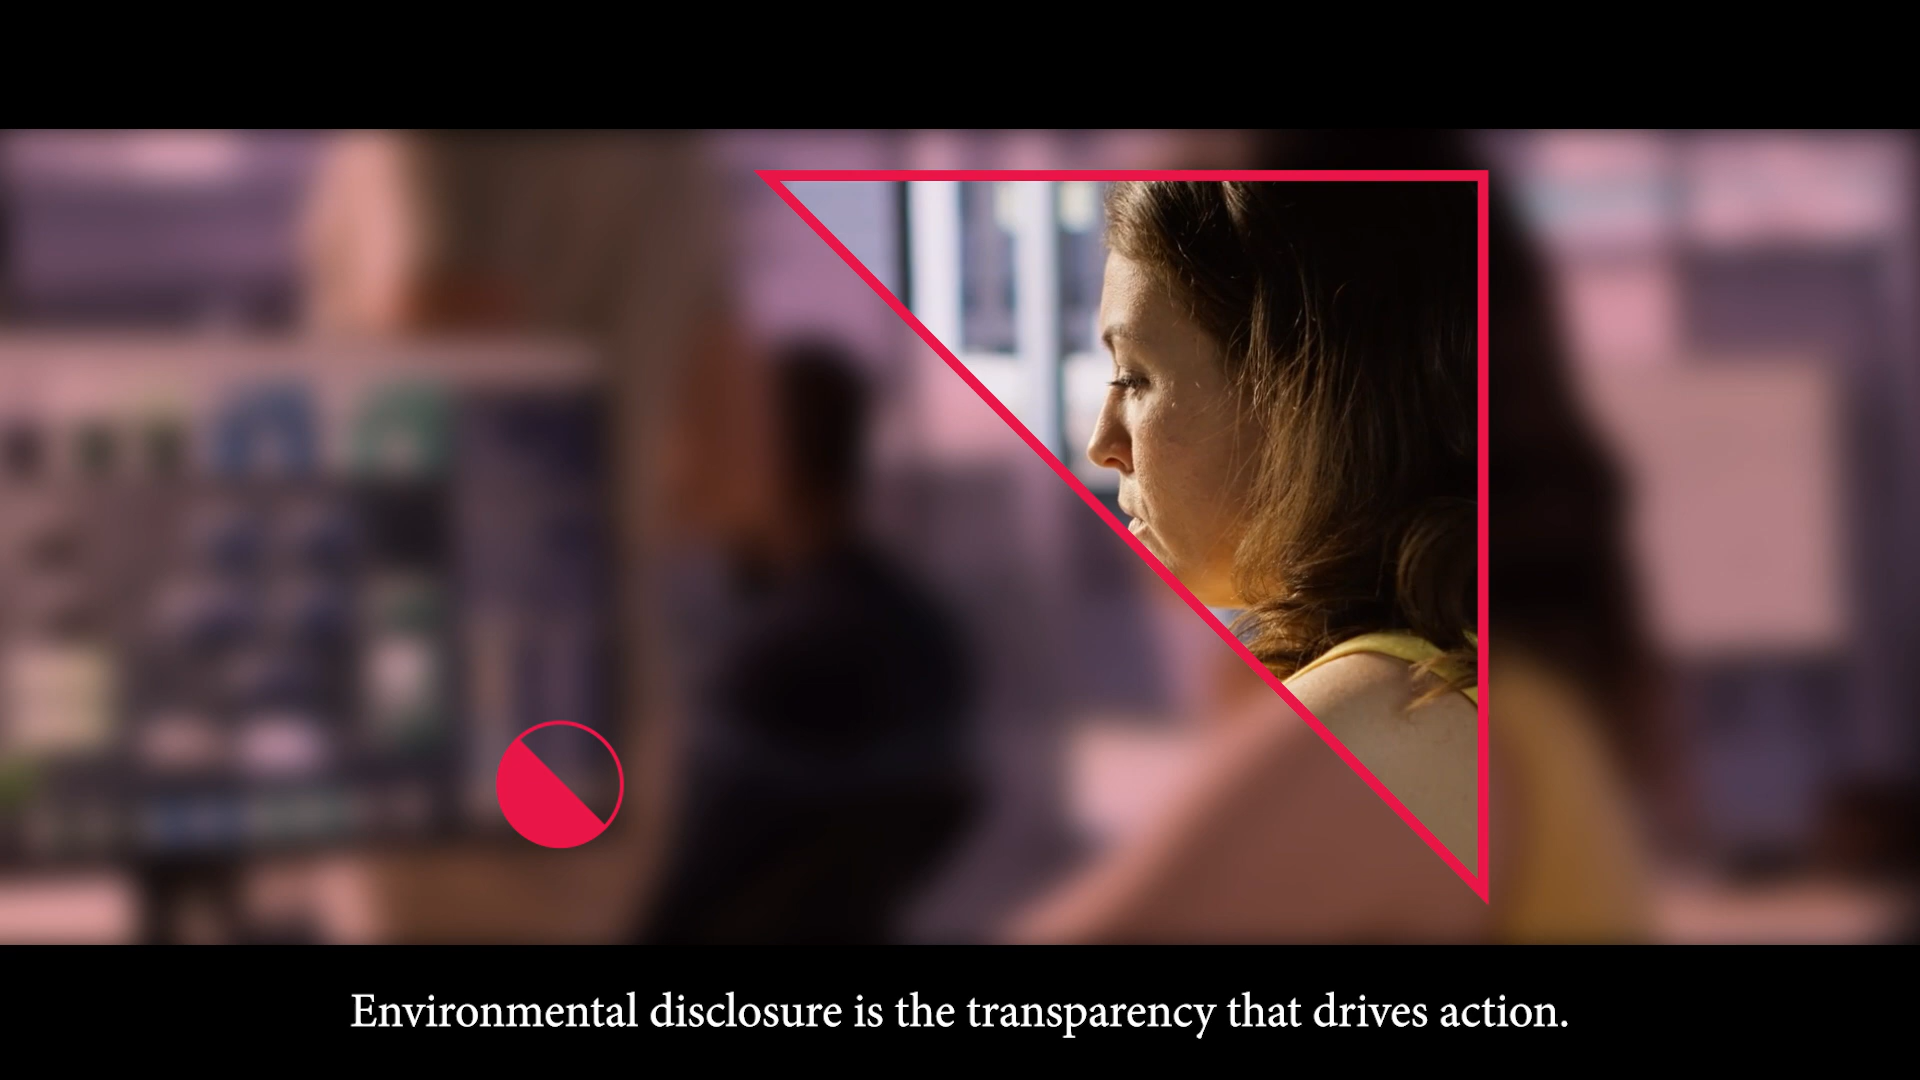 Environmental disclosure is the transparency that drives action.